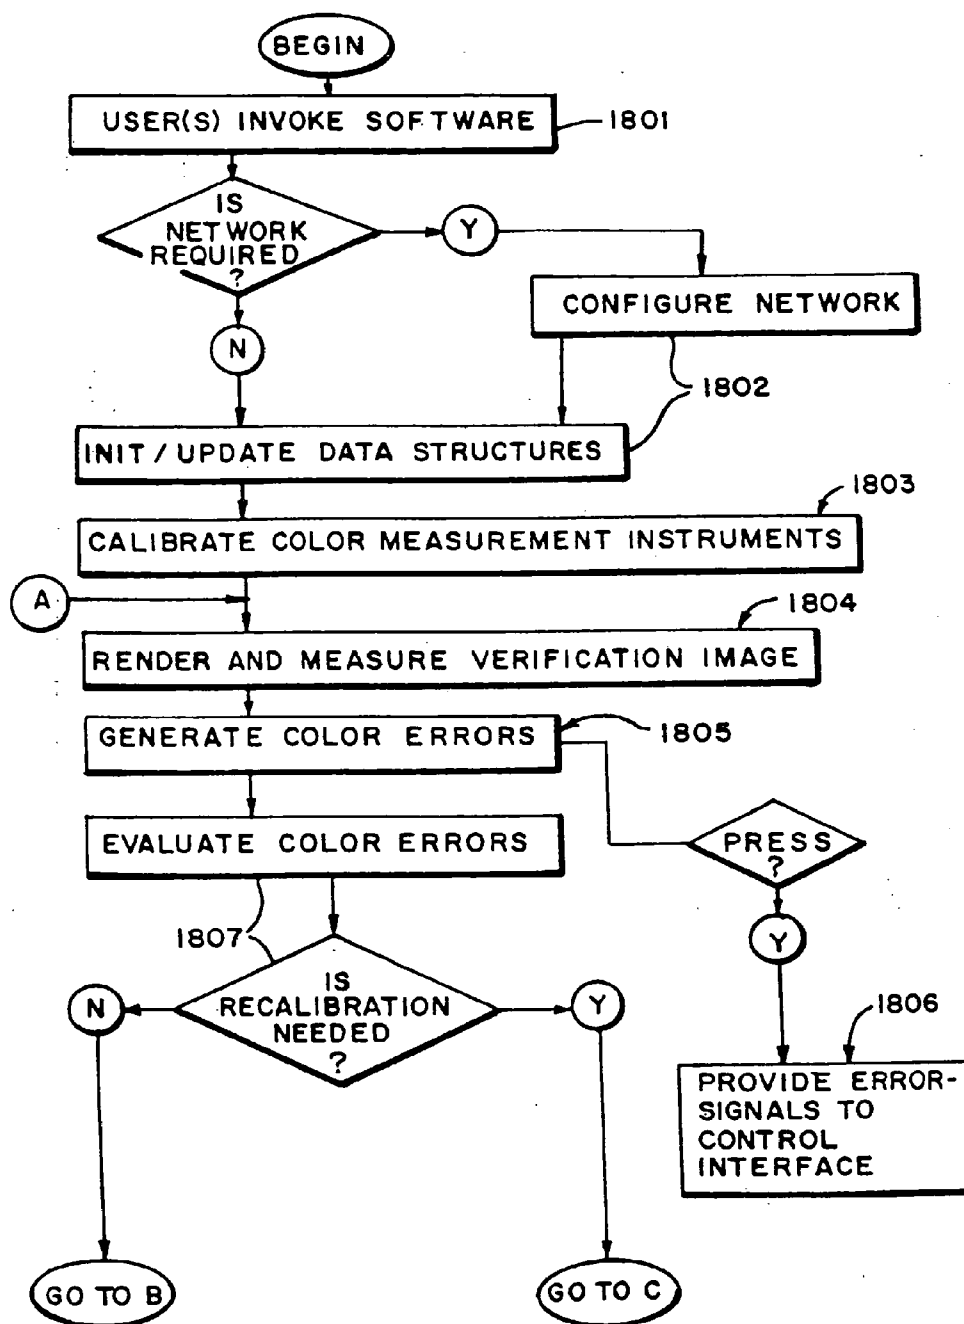 BEGIN
USER(S) INVOKE SOFTWARE
1801
IS
NETWORK
REQUIRED
?
Y
CONFIGURE NETWORK
N
1802
INIT / UPDATE DATA STRUCTURES
1803
CALIBRATE COLOR MEASUREMENT INSTRUMENTS
A
1804
RENDER AND MEASURE VERIFICATION IMAGE
GENERATE COLOR ERRORS
1805
EVALUATE COLOR ERRORS
PRESS
?
Y
1807
IS
RECALIBRATION
NEEDED
?
N
Y
1806
PROVIDE ERROR-
SIGNALS TO
CONTROL
INTERFACE
GO TO B
GO TO C